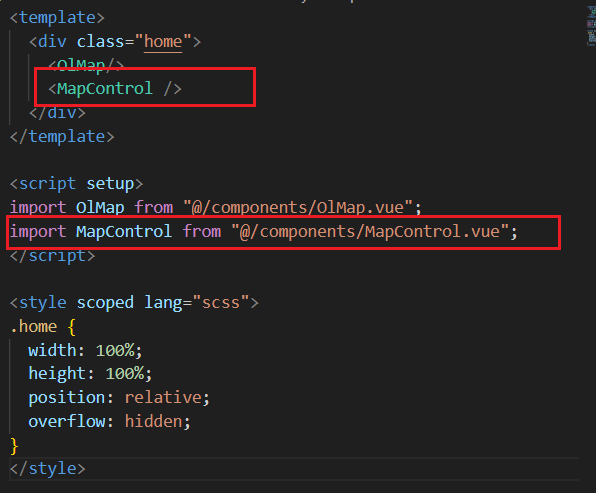 <template>
<div class="home">
<OlMap/>
<MapControl />
</div>
</template>
<script setup>
import OlMap from "@/components/OlMap.vue";
import MapControl from "@/components/MapControl.vue";
</script>
<style scoped lang="scss">
.home {
width: 100%;
height: 100%;
position: relative;
overflow: hidden;
}
</style>